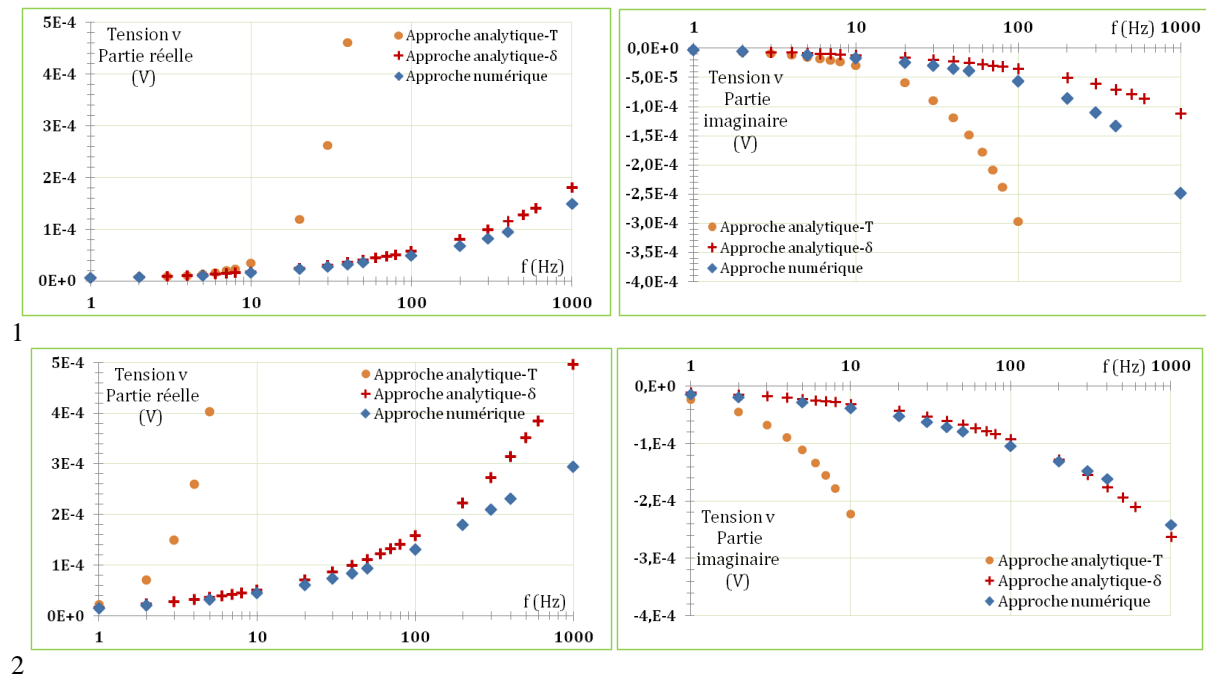 5E-4
4E-4
3E-4
2E-4
1E-4
0E+0
Tension v
Partie réelle
(V)
Approche analytique-T
Approche analytique-δ
Approche numérique
f (Hz)
1 10 100 1000
1 10 100 1000
f (Hz)
0,0E+0
-5,0E-5
-1,0E-4
-1,5E-4
-2,0E-4
-2,5E-4
-3,0E-4
-3,5E-4
-4,0E-4
Tension v
Partie
imaginaire
(V)
Approche analytique-T
Approche analytique-δ
Approche numérique
1
5E-4
4E-4
3E-4
2E-4
1E-4
0E+0
Tension v
Partie réelle
(V)
Approche analytique-T
Approche analytique-δ
Approche numérique
f (Hz)
1 10 100 1000
1 10 100 1000
f (Hz)
0,E+0
-1,E-4
-2,E-4
-3,E-4
-4,E-4
Tension v
Partie
imaginaire
(V)
Approche analytique-T
Approche analytique-δ
Approche numérique
2